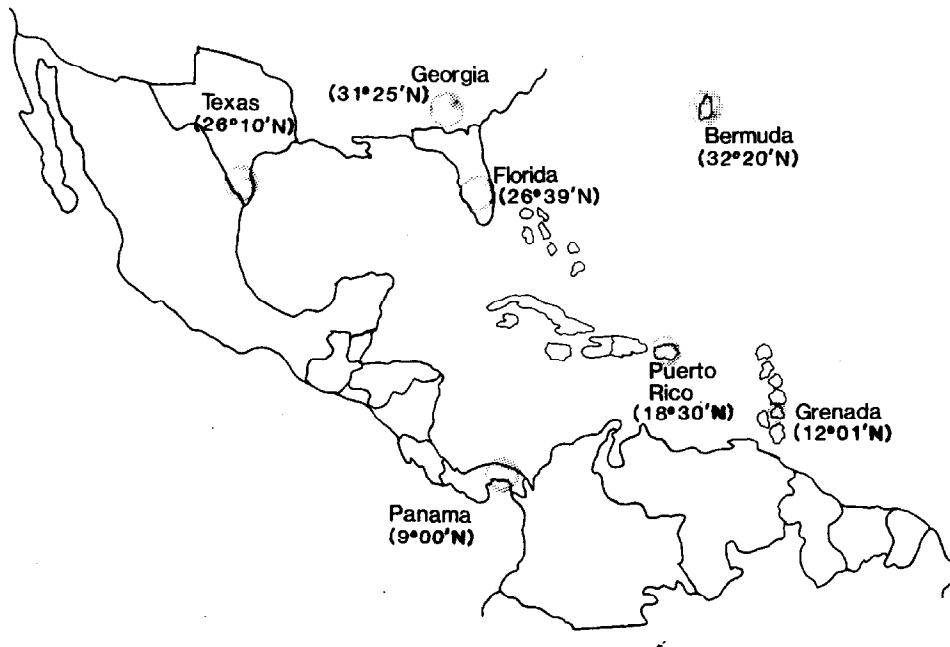 Georgia
(31°25'N)
Texas
(26°10'N)
Bermuda
(32°20'N)
Florida
(26°39'N)
Puerto
Rico
(18°30'N)
Grenada
(12°01'N)
Panama
(9°00'N)